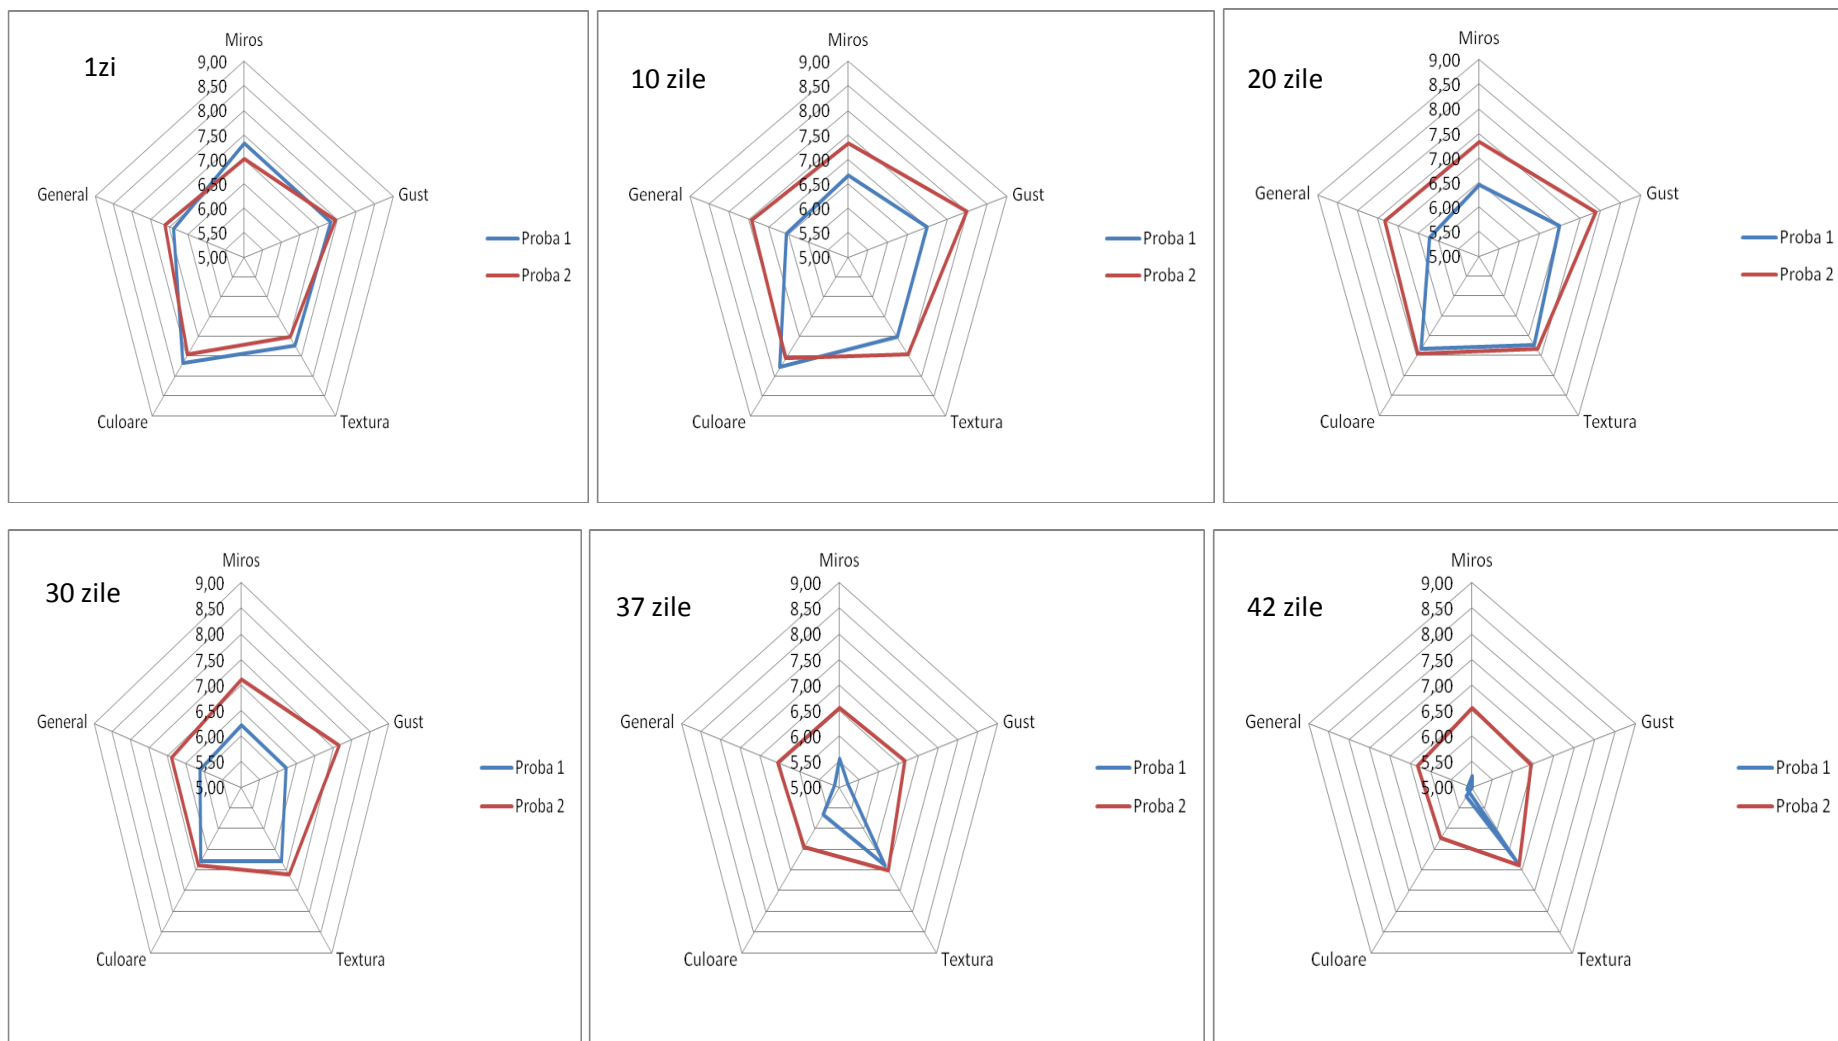 1zi
Miros
9,00
8,50
8,00
7,50
7,00
6,50
6,00
5,50
5,00
General
Gust
Culoare
Textura
Proba 1
Proba 2
10 zile
Miros
9,00
8,50
8,00
7,50
7,00
6,50
6,00
5,50
5,00
General
Gust
Culoare
Textura
Proba 1
Proba 2
20 zile
Miros
9,00
8,50
8,00
7,50
7,00
6,50
6,00
5,50
5,00
General
Gust
Culoare
Textura
Proba 1
Proba 2
30 zile
Miros
9,00
8,50
8,00
7,50
7,00
6,50
6,00
5,50
5,00
General
Gust
Culoare
Textura
Proba 1
Proba 2
37 zile
Miros
9,00
8,50
8,00
7,50
7,00
6,50
6,00
5,50
5,00
General
Gust
Culoare
Textura
Proba 1
Proba 2
42 zile
Miros
9,00
8,50
8,00
7,50
7,00
6,50
6,00
5,50
5,00
General
Gust
Culoare
Textura
Proba 1
Proba 2